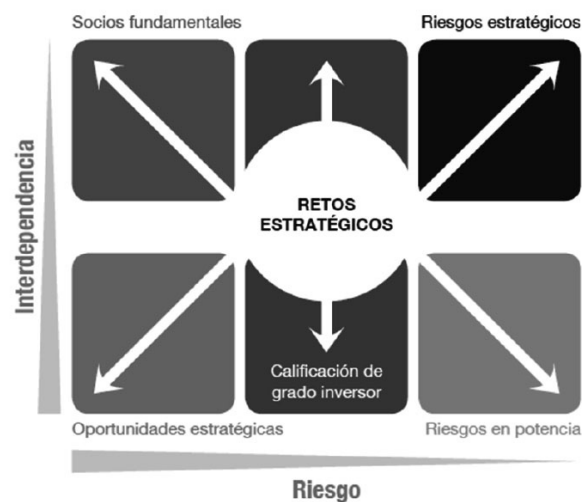 Socios fundamentales
Riesgos estratégicos
Interdependencia
RETOS
ESTRATÉGICOS
Calificación de
grado inversor
Oportunidades estratégicas
Riesgos en potencia
Riesgo